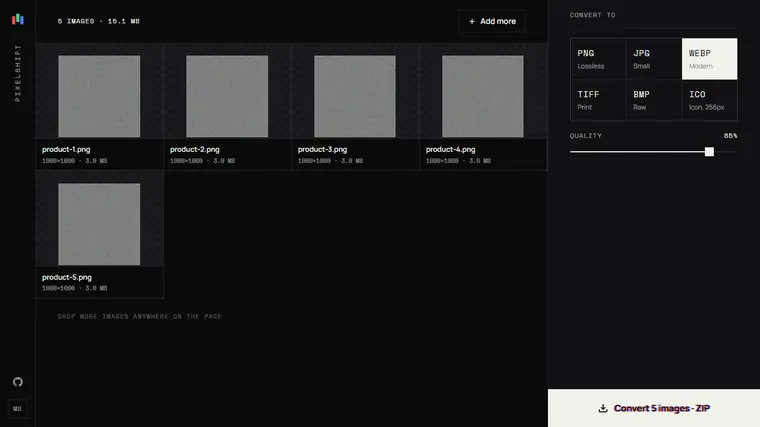 PIXELSHIFT
5 IMAGES · 15.1 MB
+ Add more
product-1.png
1000×1000 · 3.0 MB
product-2.png
1000×1000 · 3.0 MB
product-3.png
1000×1000 · 3.0 MB
product-4.png
1000×1000 · 3.0 MB
product-5.png
1000×1000 · 3.0 MB
DROP MORE IMAGES ANYWHERE ON THE PAGE
CONVERT TO
PNG
Lossless
JPG
Small
WEBP
Modern
TIFF
Print
BMP
Raw
ICO
Icon, 256px
QUALITY
85%
Convert 5 images · ZIP